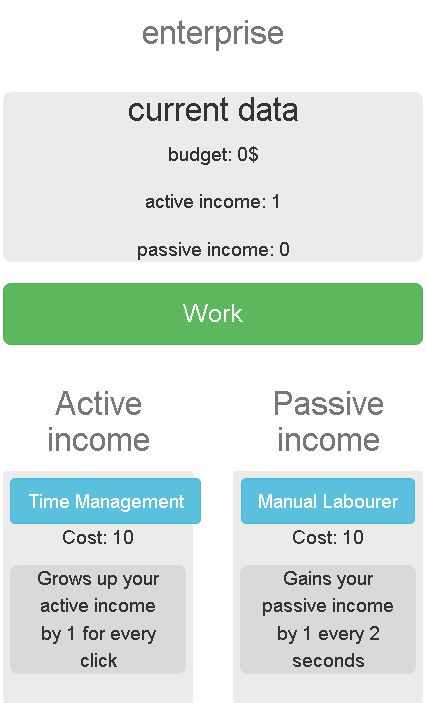 enterprise
current data
budget: 0$
active income: 1
passive income: 0
Work
Active
income
Time Management
Cost: 10
Grows up your
active income
by 1 for every
click
Passive
income
Manual Labourer
Cost: 10
Gains your
passive income
by 1 every 2
seconds